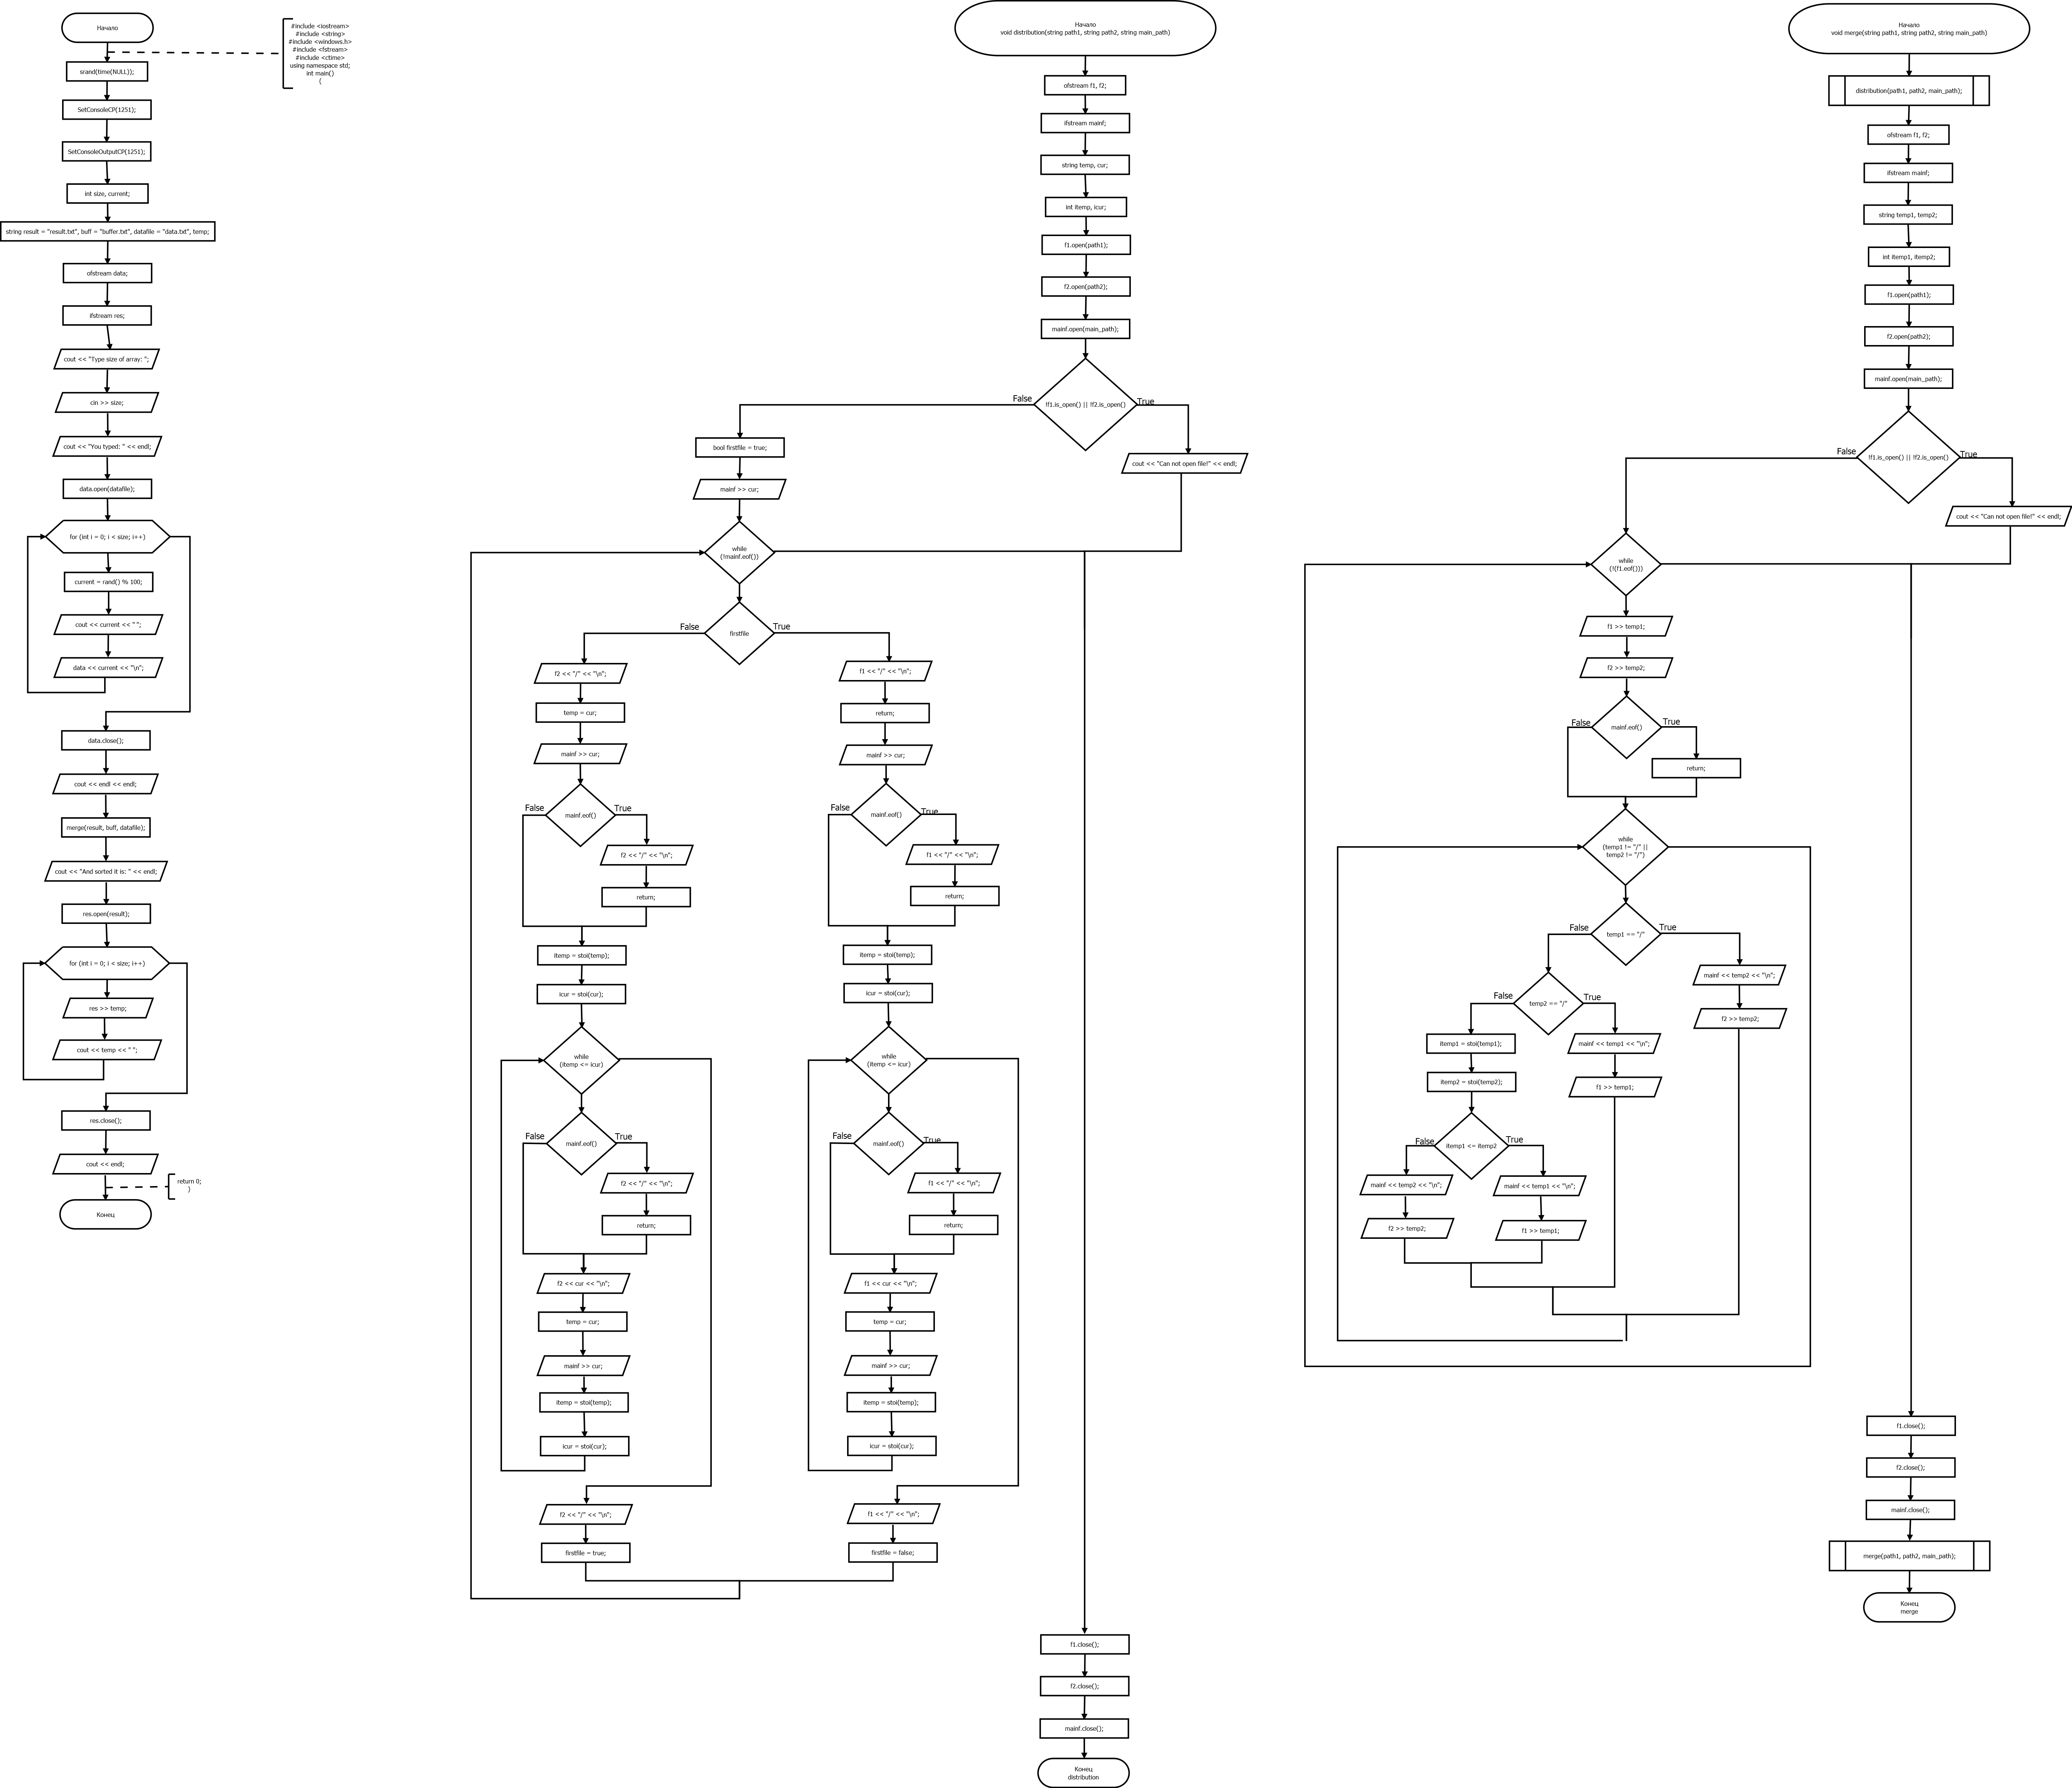 Начало
#include <iostream>
#include <string>
#include <windows.h>
#include <fstream>
#include <ctime>
using namespace std;
int main()
{
srand(time(NULL));
SetConsoleCP(1251);
SetConsoleOutputCP(1251);
int size, current;
string result = "result.txt", buff = "buffer.txt", datafile = "data.txt", temp;
ofstream data;
ifstream res;
cout << "Type size of array: ";
cin >> size;
cout << "You typed: " << endl;
data.open(datafile);
for (int i = 0; i < size; i++)
current = rand() % 100;
cout << current << " ";
data << current << "\n";
data.close();
cout << endl << endl;
merge(result, buff, datafile);
cout << "And sorted it is: " << endl;
res.open(result);
for (int i = 0; i < size; i++)
res >> temp;
cout << temp << " ";
res.close();
cout << endl;
return 0;
}
Конец
Начало
void distribution(string path1, string path2, string main_path)
ofstream f1, f2;
ifstream mainf;
string temp, cur;
int itemp, icur;
f1.open(path1);
f2.open(path2);
mainf.open(main_path);
!f1.is_open() || !f2.is_open()
False
True
cout << "Can not open file!" << endl;
bool firstfile = true;
mainf >> cur;
while
(!mainf.eof())
firstfile
False
True
f2 << "/" << "\n";
temp = cur;
mainf >> cur;
mainf.eof()
False
True
f2 << "/" << "\n";
return;
itemp = stoi(temp);
icur = stoi(cur);
while
(itemp <= icur)
mainf.eof()
False
True
f2 << "/" << "\n";
return;
f2 << cur << "\n";
temp = cur;
mainf >> cur;
itemp = stoi(temp);
icur = stoi(cur);
f2 << "/" << "\n";
firstfile = true;
f1 << "/" << "\n";
return;
mainf >> cur;
mainf.eof()
False
True
f1 << "/" << "\n";
return;
itemp = stoi(temp);
icur = stoi(cur);
while
(itemp <= icur)
mainf.eof()
False
True
f1 << "/" << "\n";
return;
f1 << cur << "\n";
temp = cur;
mainf >> cur;
itemp = stoi(temp);
icur = stoi(cur);
f1 << "/" << "\n";
firstfile = false;
f1.close();
f2.close();
mainf.close();
Конец
distribution
Начало
void merge(string path1, string path2, string main_path)
distribution(path1, path2, main_path);
ofstream f1, f2;
ifstream mainf;
string temp1, temp2;
int itemp1, itemp2;
f1.open(path1);
f2.open(path2);
mainf.open(main_path);
!f1.is_open() || !f2.is_open()
False
True
cout << "Can not open file!" << endl;
while
(!(f1.eof()))
f1 >> temp1;
f2 >> temp2;
mainf.eof()
False
True
return;
while
(temp1 != "/" ||
temp2 != "/")
temp1 == "/"
False
True
mainf << temp2 << "\n";
f2 >> temp2;
temp2 == "/"
False
True
mainf << temp1 << "\n";
f1 >> temp1;
itemp1 = stoi(temp1);
itemp2 = stoi(temp2);
itemp1 <= itemp2
False
True
mainf << temp2 << "\n";
f2 >> temp2;
mainf << temp1 << "\n";
f1 >> temp1;
f1.close();
f2.close();
mainf.close();
merge(path1, path2, main_path);
Конец
merge